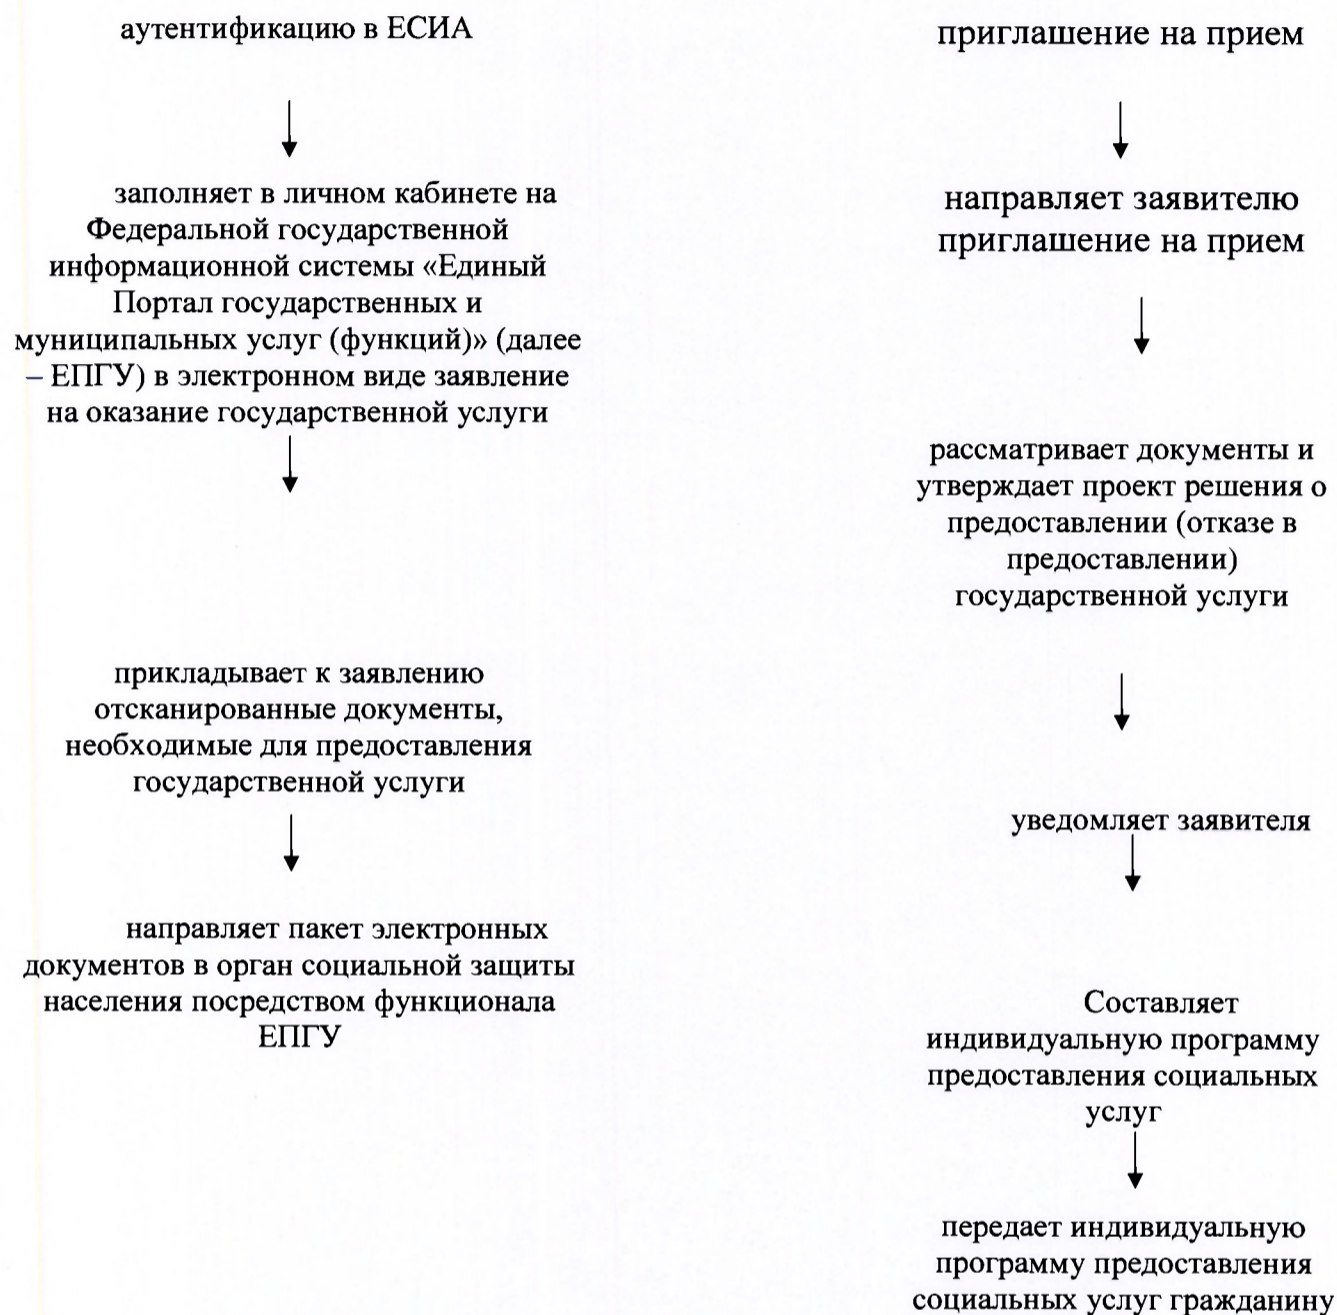 аутентификацию в ЕСИА
заполняет в личном кабинете на
Федеральной государственной
информационной системы «Единый
Портал государственных и
муниципальных услуг (функций)» (далее
– ЕПГУ) в электронном виде заявление
на оказание государственной услуги
прикладывает к заявлению
отсканированные документы,
необходимые для предоставления
государственной услуги
направляет пакет электронных
документов в орган социальной защиты
населения посредством функционала
ЕПГУ
приглашение на прием
направляет заявителю
приглашение на прием
рассматривает документы и
утверждает проект решения о
предоставлении (отказе в
предоставлении)
государственной услуги
уведомляет заявителя
Составляет
индивидуальную программу
предоставления социальных
услуг
передает индивидуальную
программу предоставления
социальных услуг гражданину